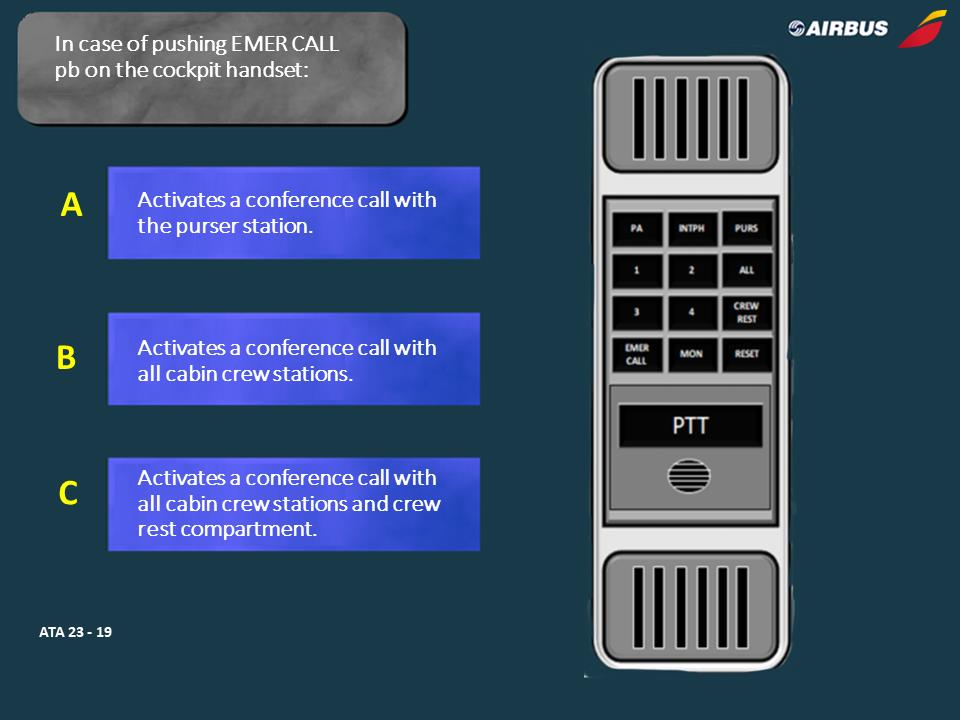 In case of pushing EMER CALL
pb on the cockpit handset:
AIRBUS
A
Activates a conference call with
the purser station.
B
Activates a conference call with
all cabin crew stations.
C
Activates a conference call with
all cabin crew stations and crew
rest compartment.
ATA 23 - 19
PA INTPH PURS
1 2 ALL
3 4 CREW
REST
EMER
CALL MON RESET
PTT